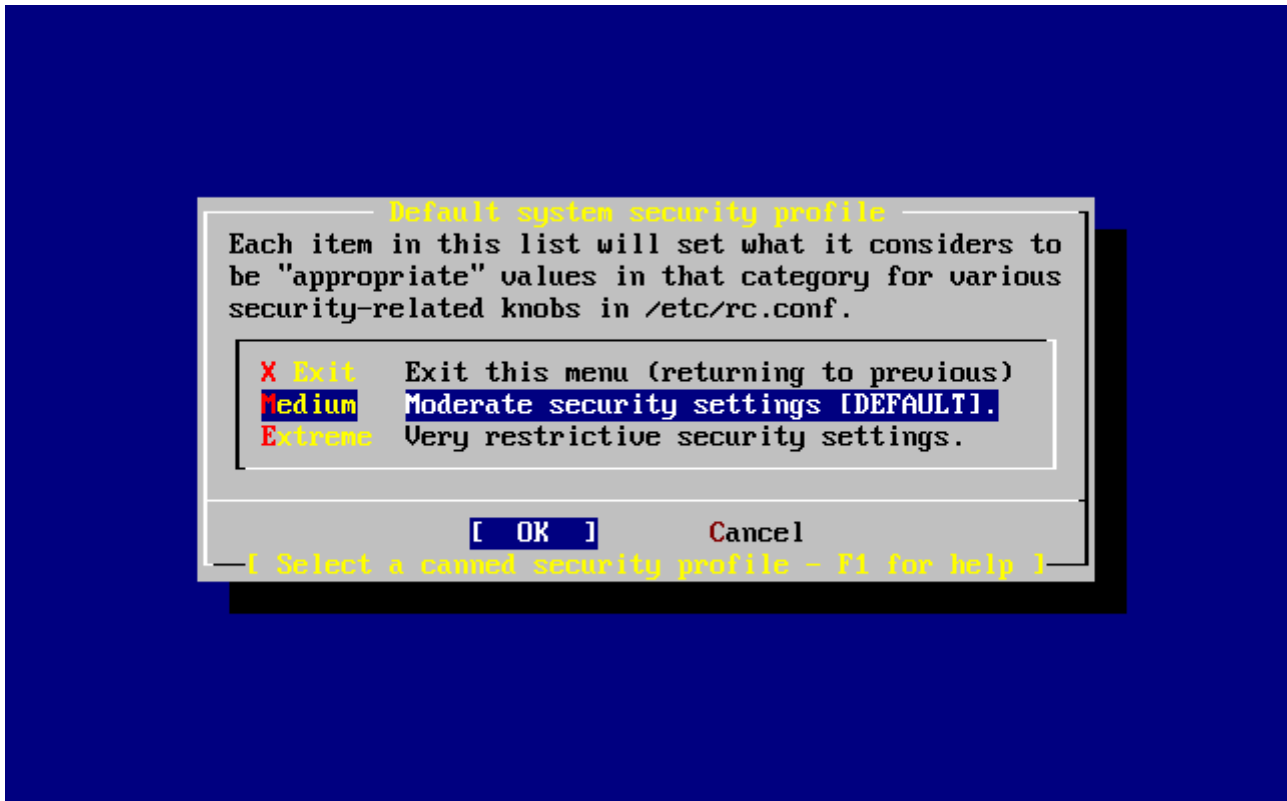 Default system security profile
Each item in this list will set what it considers to
be "appropriate" values in that category for various
security-related knobs in /etc/rc.conf.
X Exit Exit this menu (returning to previous)
Medium Moderate security settings [DEFAULT].
Extreme Very restrictive security settings.
[ OK ] Cancel
[ Select a canned security profile - F1 for help ]